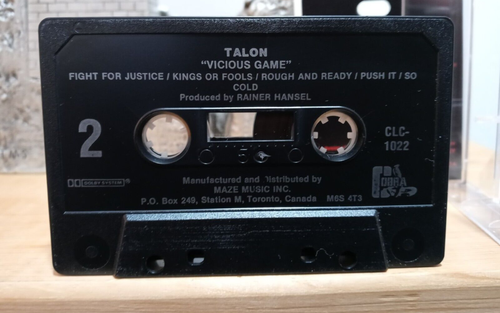 TALON
"VICIOUS GAME"
FIGHT FOR JUSTICE / KINGS OR FOOLS / ROUGH AND READY / PUSH IT / SO
COLD
Produced by RAINER HANSEL
2
CLC-
1022
DOLBY SYSTEM®
COBRA
Manufactured and Distributed by
MAZE MUSIC INC.
P.O. Box 249, Station M, Toronto, Canada M6S 4T3